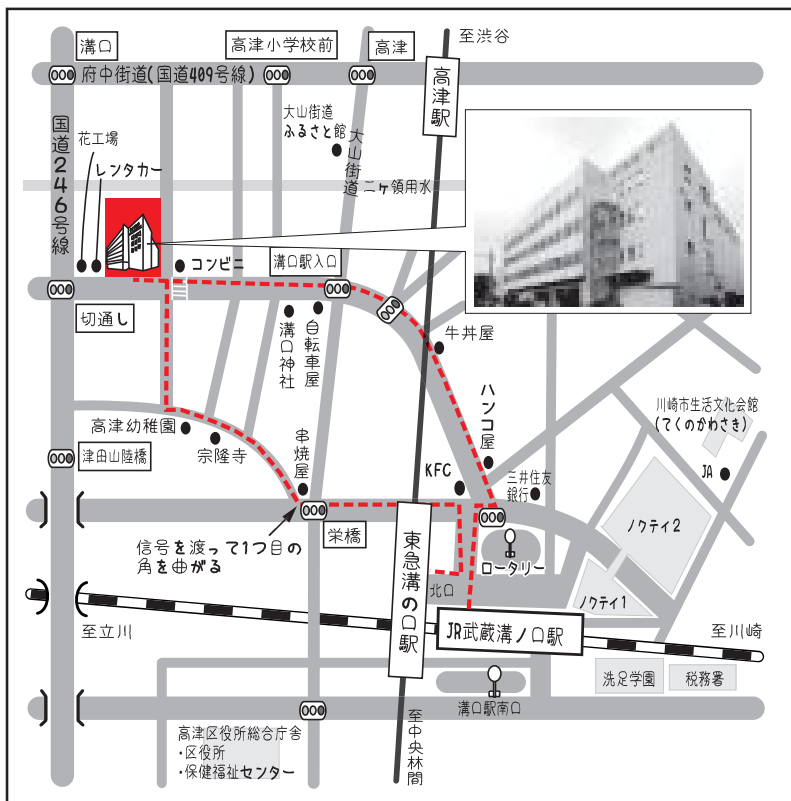 溝口
高津小学校前
高津
至渋谷
府中街道(国道409号線)
高津駅
国道246号線
花工場
レンタカー
大山街道
ふるさと館
大山街道
二ヶ領用水
コンビニ
溝口駅入口
切通し
溝口神社
自転車屋
牛丼屋
ハンコ屋
川崎市生活文化会館
(てくのかわさき)
JA
高津幼稚園
宗隆寺
串焼屋
津田山陸橋
KFC
三井住友
銀行
栄橋
信号を渡って1つ目の
角を曲がる
東急溝の口駅
ロータリー
ノクティ2
ノクティ1
北口
JR武蔵溝ノ口駅
至立川
至川崎
洗足学園
税務署
溝口駅南口
至中央林間
高津区役所総合庁舎
・区役所
・保健福祉センター